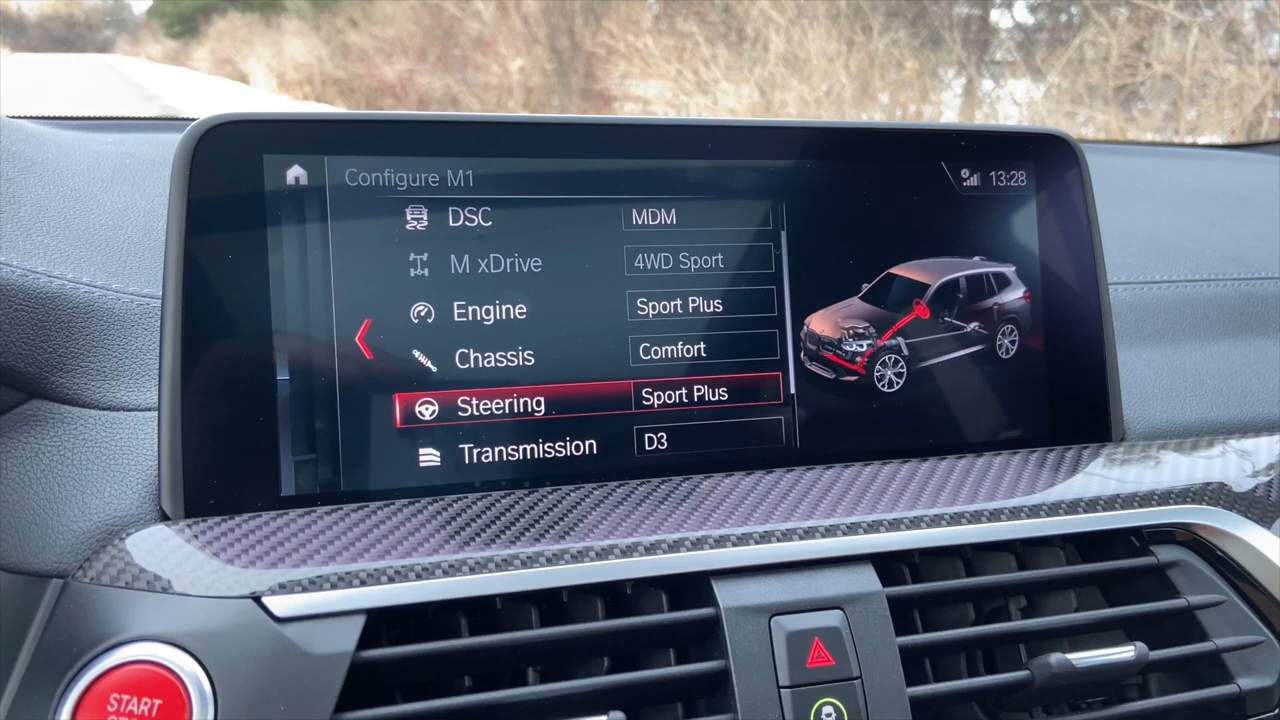 Configure M1
13:28
DSC MDM
M xDrive 4WD Sport
Engine Sport Plus
Chassis Comfort
Steering Sport Plus
Transmission D3
START